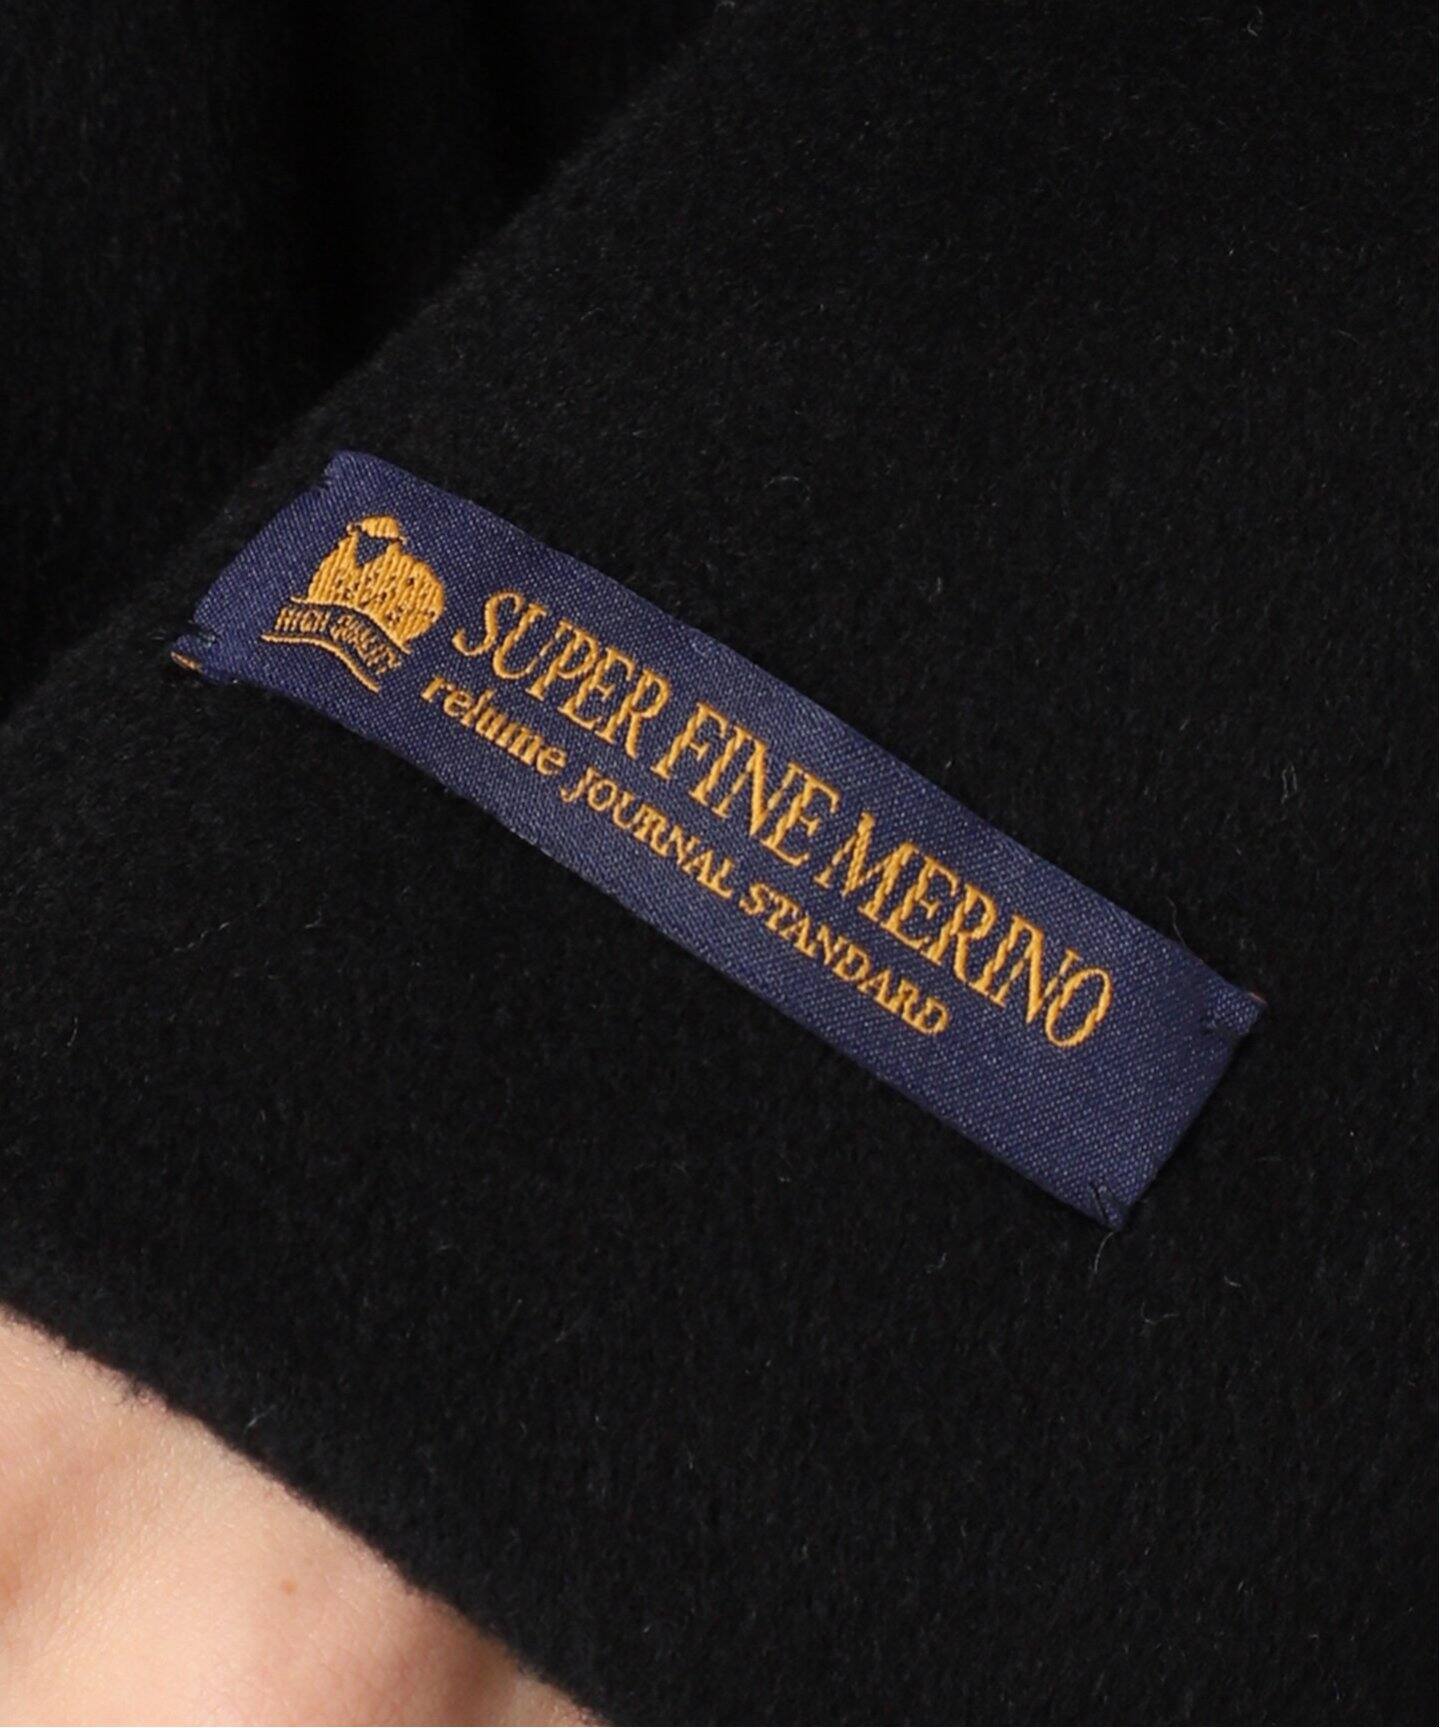 HIGH QUALITY
SUPER FINE MERINO
relume JOURNAL STANDARD